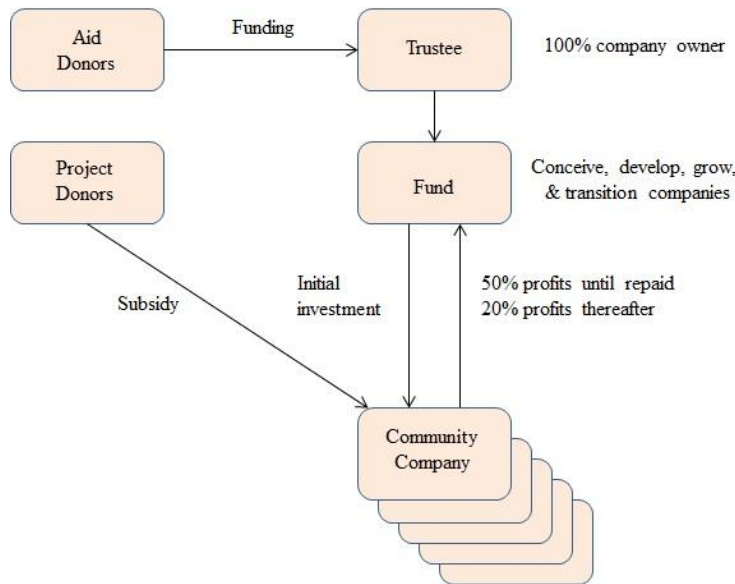 Funding
Aid
Donors
Trustee
100% company owner
Project
Donors
Fund
Conceive, develop, grow,
& transition companies
Subsidy
Initial
investment
50% profits until repaid
20% profits thereafter
Community
Company